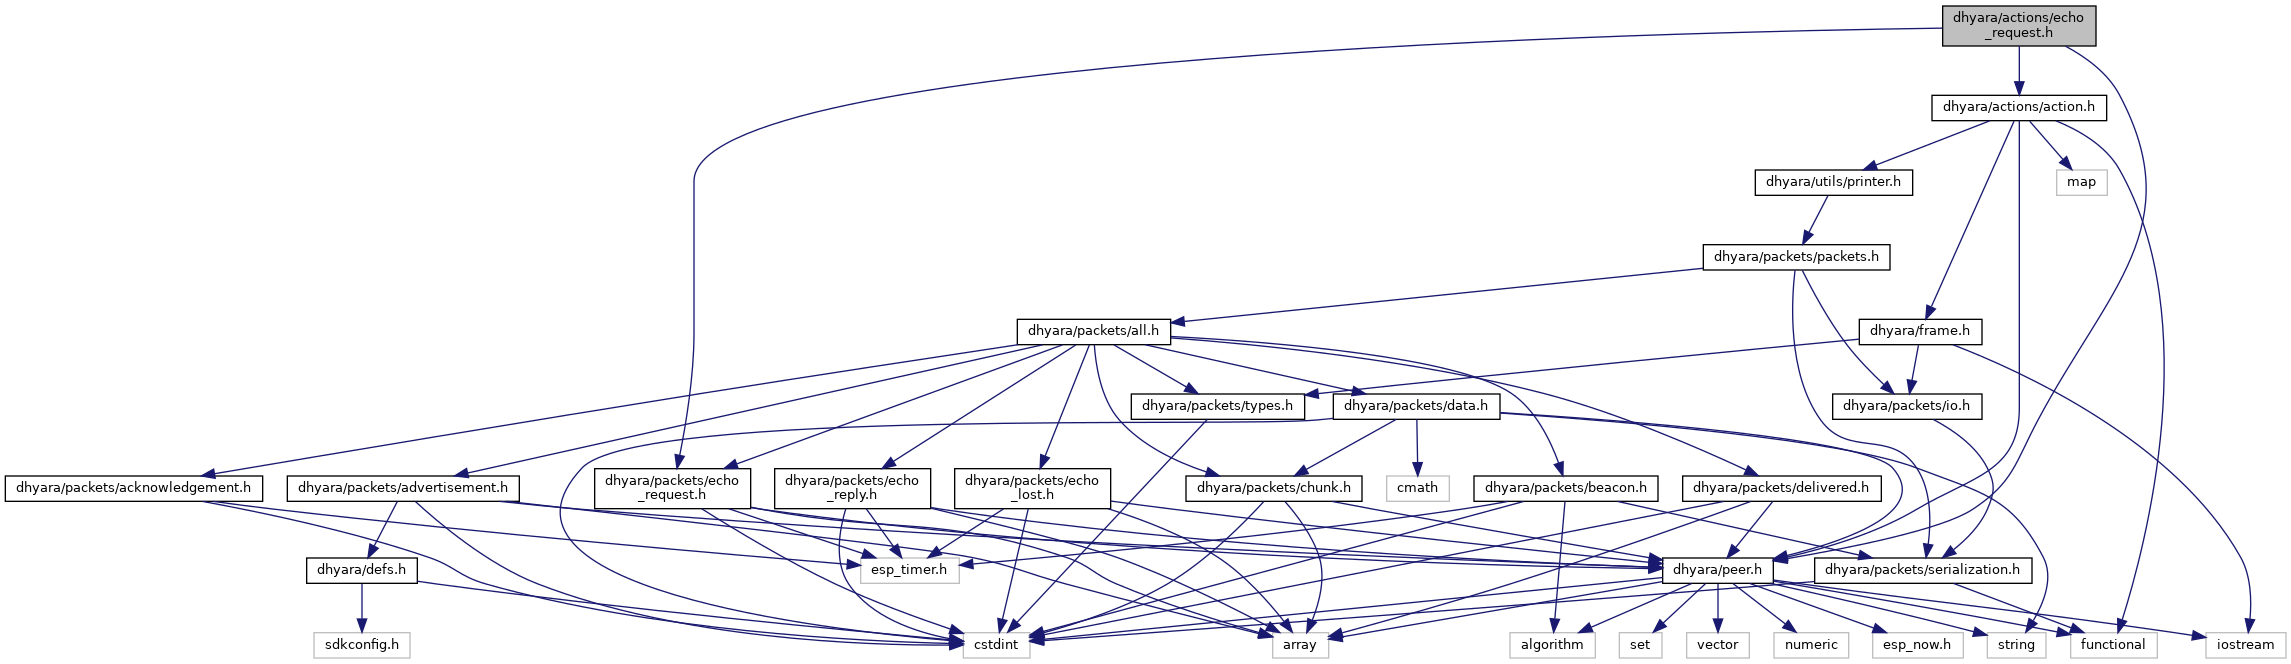 dhyara/actions/echo
_request.h
dhyara/actions/action.h
dhyara/utils/printer.h
map
dhyara/packets/packets.h
dhyara/packets/all.h
dhyara/frame.h
dhyara/packets/types.h
dhyara/packets/data.h
dhyara/packets/io.h
dhyara/packets/acknowledgement.h
dhyara/packets/advertisement.h
dhyara/packets/echo
_request.h
dhyara/packets/echo
_reply.h
dhyara/packets/echo
_lost.h
dhyara/packets/chunk.h
cmath
dhyara/packets/beacon.h
dhyara/packets/delivered.h
dhyara/defs.h
esp_timer.h
dhyara/peer.h
dhyara/packets/serialization.h
sdkconfig.h
cstdint
array
algorithm
set
vector
numeric
esp_now.h
string
functional
iostream